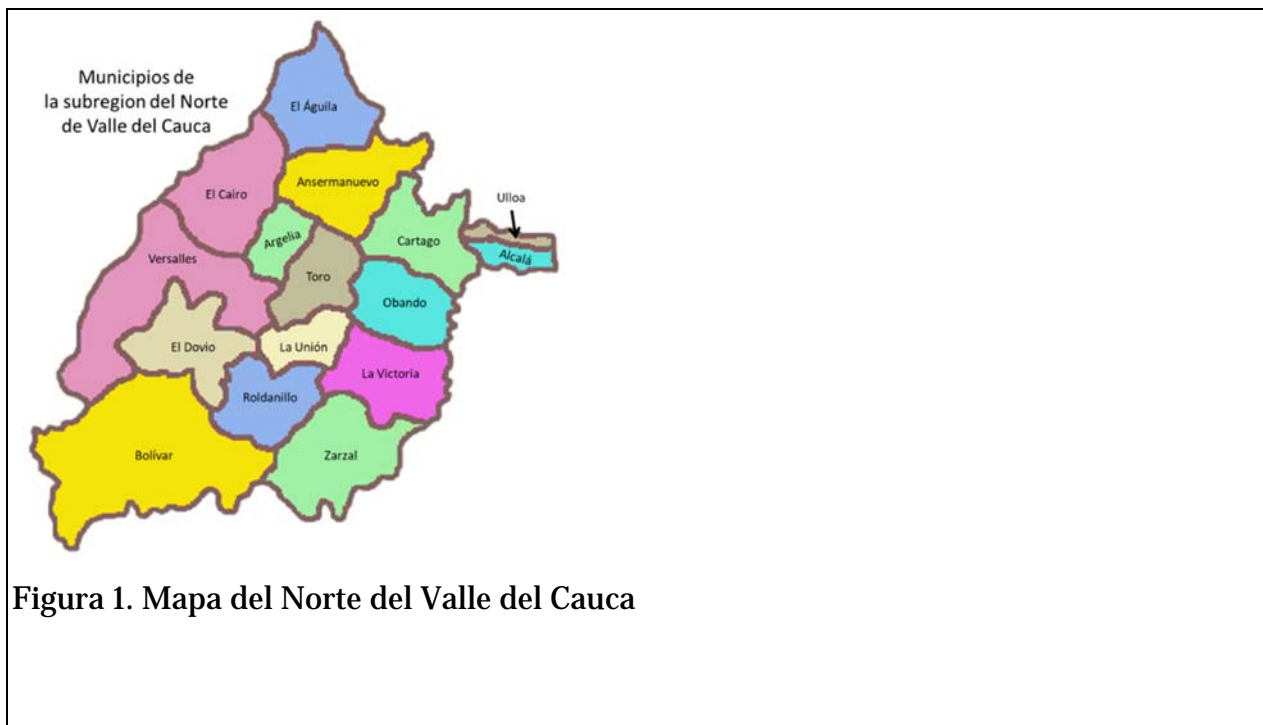 Municipios de
la subregion del Norte
de Valle del Cauca
El Águila
Ansermanuevo
El Cairo
Ulloa
Argelia
Cartago
Alcalá
Versalles
Toro
Obando
El Dovio
La Unión
La Victoria
Roldanillo
Bolívar
Zarzal
Figura 1. Mapa del Norte del Valle del Cauca